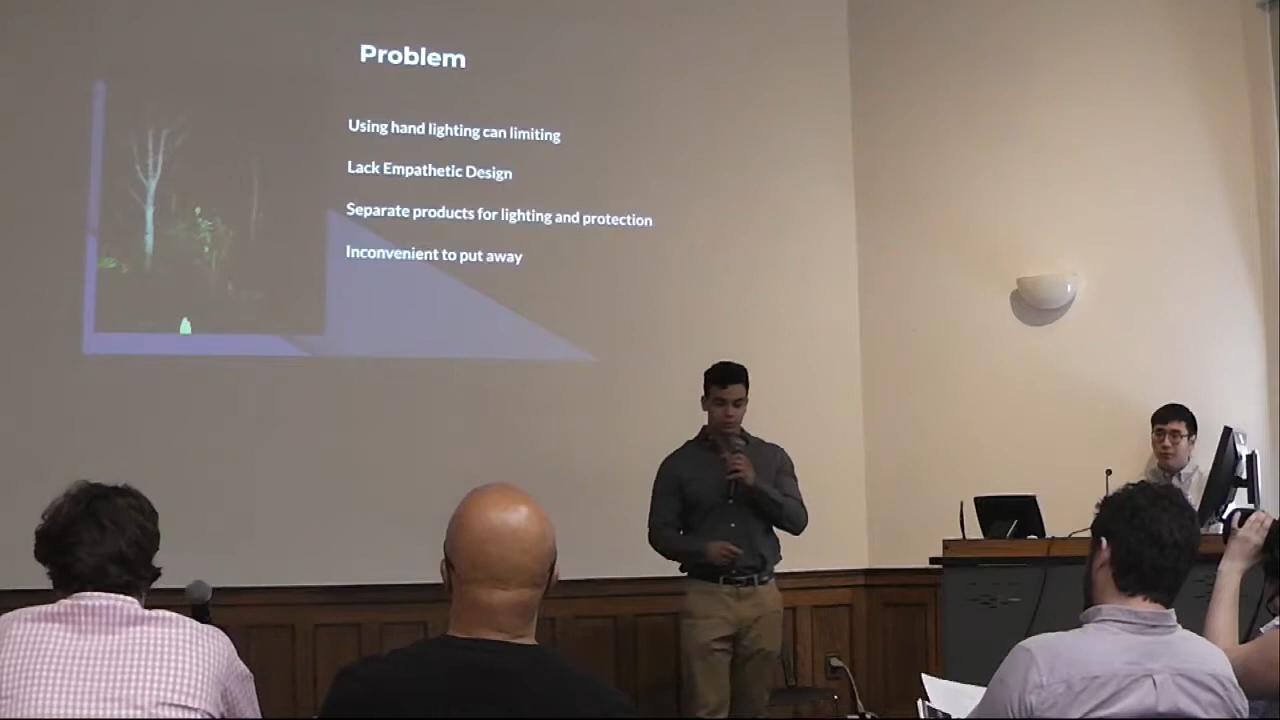 Problem
Using hand lighting can limiting
Lack Empathetic Design
Separate products for lighting and protection
Inconvenient to put away